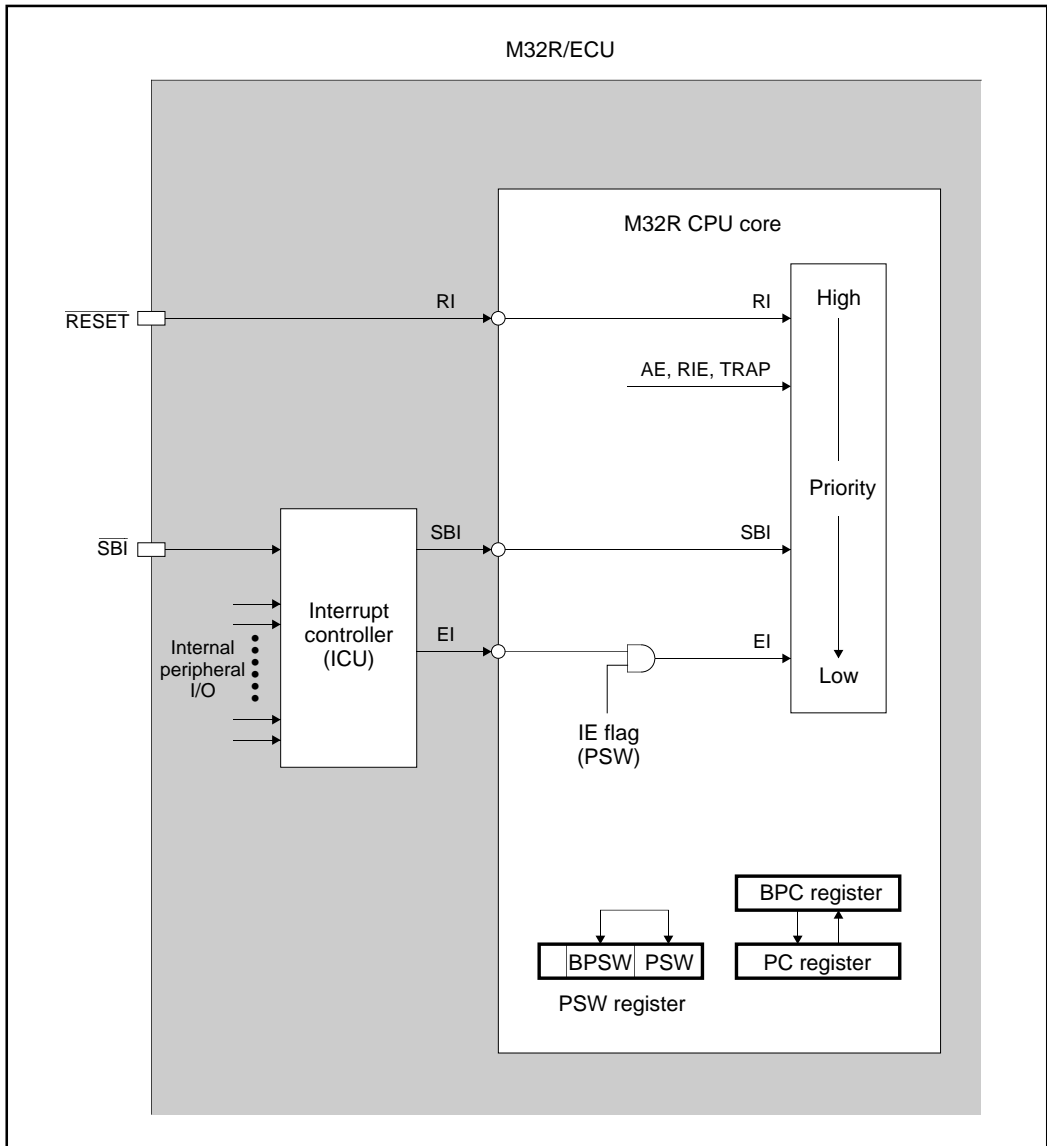 M32R/ECU
M32R CPU core
RESET
RI
RI
High
AE, RIE, TRAP
Priority
SBI
SBI
SBI
Interrupt
controller
(ICU)
Internal
peripheral
I/O
EI
EI
Low
IE flag
(PSW)
BPC register
BPSW PSW
PC register
PSW register